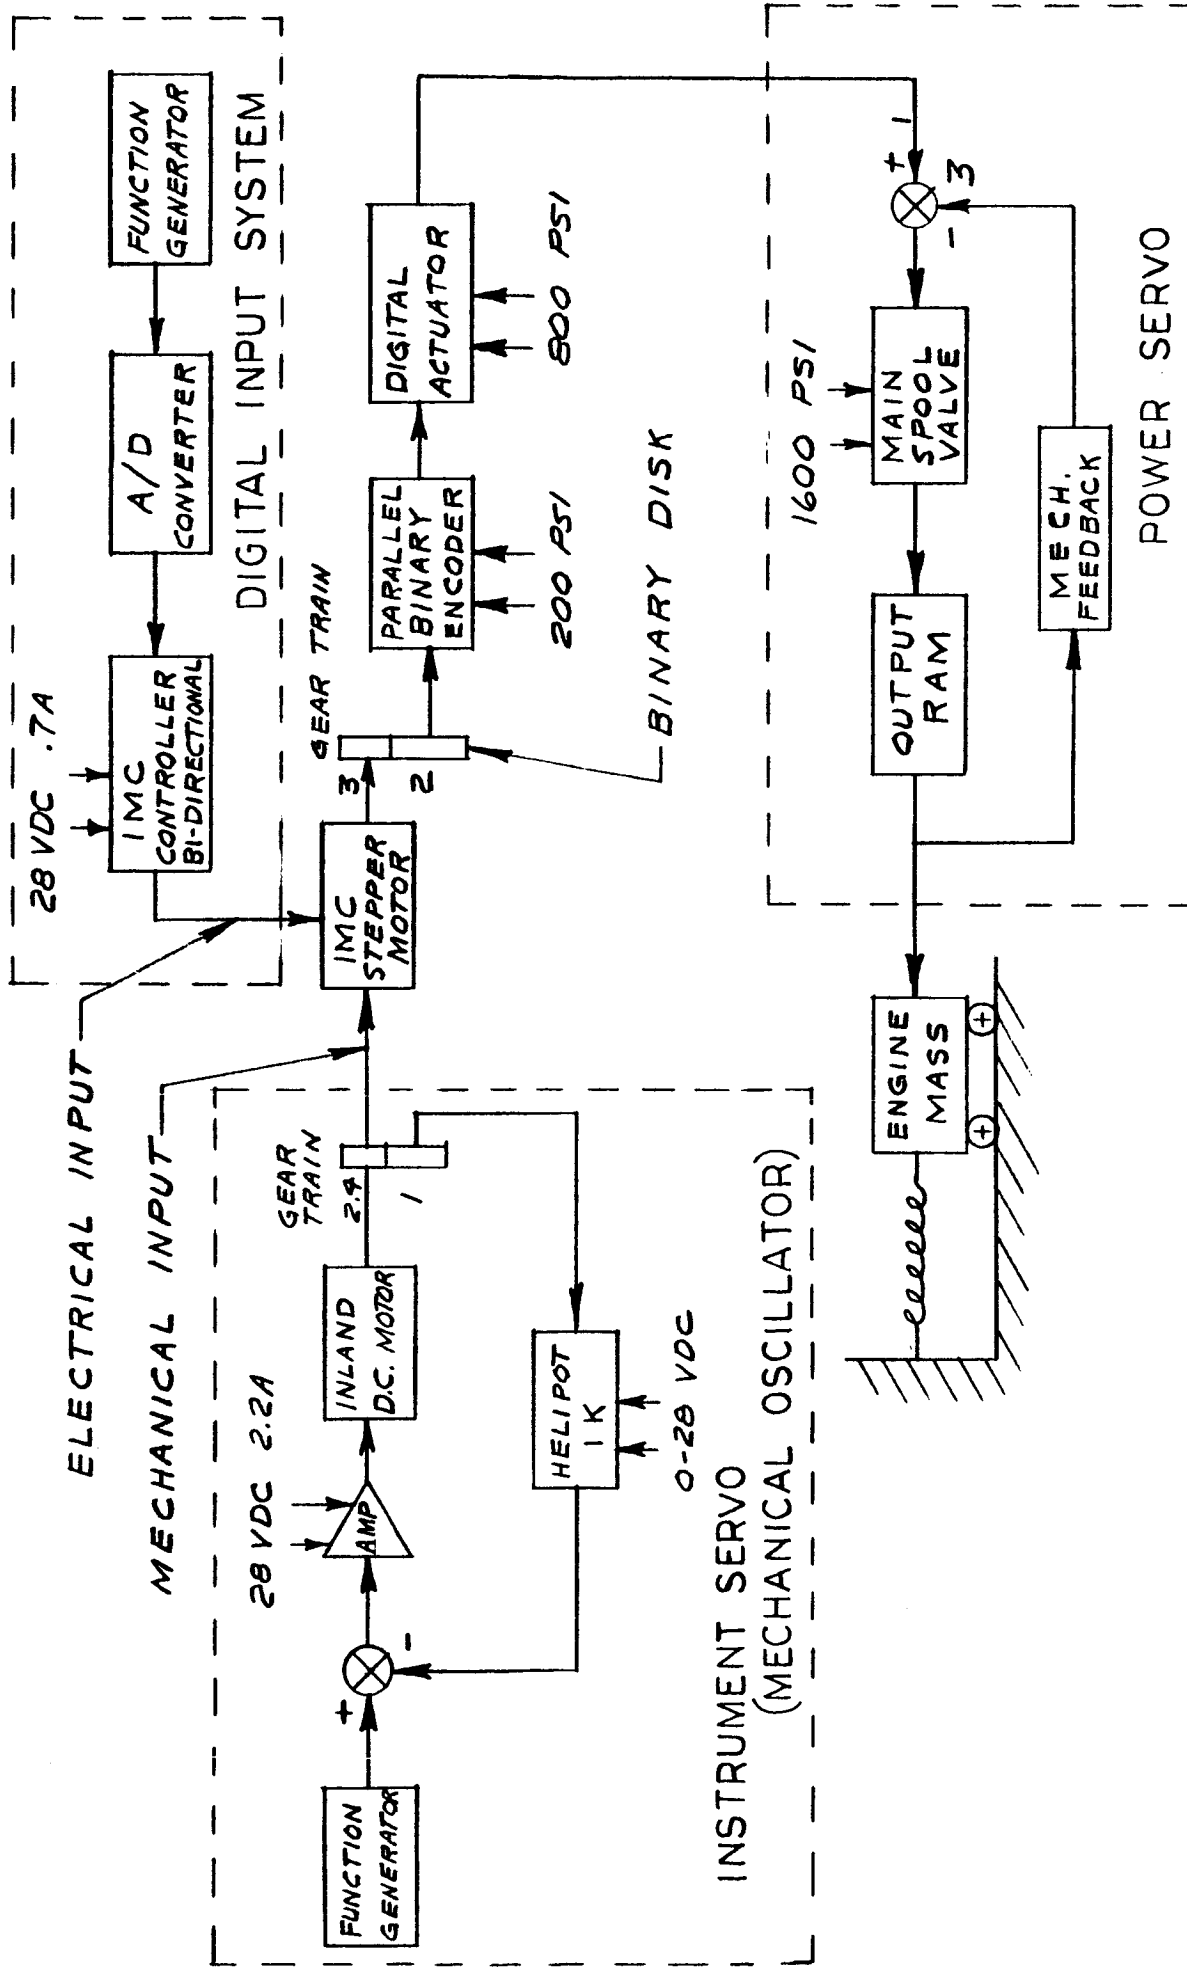 28 VDC .7A
IMC
CONTROLLER
BI-DIRECTIONAL
A/D
CONVERTER
FUNCTION
GENERATOR
DIGITAL INPUT SYSTEM
ELECTRICAL INPUT
MECHANICAL INPUT
28 VDC 2.2A
FUNCTION
GENERATOR
+
-
AMP
INLAND
D.C. MOTOR
GEAR
TRAIN
2.4
1
HELIPOT
1K
0-28 VDC
INSTRUMENT SERVO
(MECHANICAL OSCILLATOR)
IMC
STEPPER
MOTOR
GEAR TRAIN
3
2
BINARY DISK
PARALLEL
BINARY
ENCODER
200 PSI
DIGITAL
ACTUATOR
800 PSI
ENGINE
MASS
+
+
OUTPUT
RAM
1600 PSI
MAIN
SPOOL
VALVE
+
1
-
3
MECH.
FEEDBACK
POWER SERVO